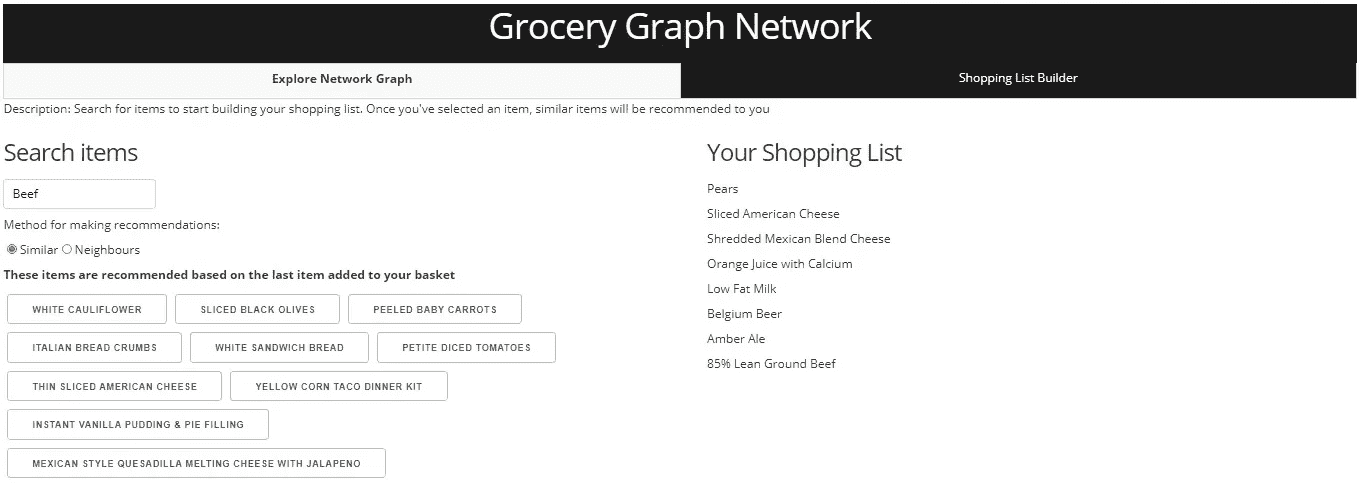 Grocery Graph Network
Explore Network Graph
Shopping List Builder
Description: Search for items to start building your shopping list. Once you've selected an item, similar items will be recommended to you
Search items
Beef
Method for making recommendations:
Similar Neighbours
These items are recommended based on the last item added to your basket
WHITE CAULIFLOWER SLICED BLACK OLIVES PEELED BABY CARROTS
ITALIAN BREAD CRUMBS WHITE SANDWICH BREAD PETITE DICED TOMATOES
THIN SLICED AMERICAN CHEESE YELLOW CORN TACO DINNER KIT
INSTANT VANILLA PUDDING & PIE FILLING
MEXICAN STYLE QUESADILLA MELTING CHEESE WITH JALAPENO
Your Shopping List
Pears
Sliced American Cheese
Shredded Mexican Blend Cheese
Orange Juice with Calcium
Low Fat Milk
Belgium Beer
Amber Ale
85% Lean Ground Beef